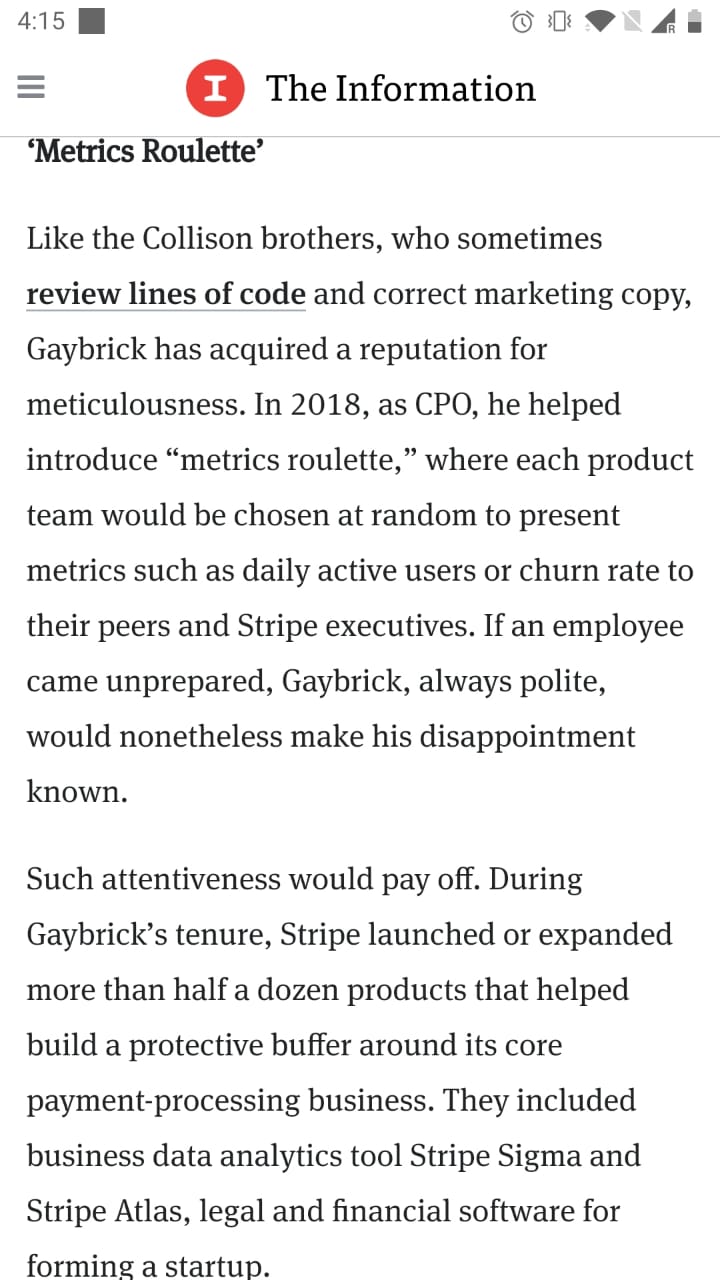 4:15
R
I The Information
‘Metrics Roulette’
Like the Collison brothers, who sometimes
review lines of code and correct marketing copy,
Gaybrick has acquired a reputation for
meticulousness. In 2018, as CPO, he helped
introduce “metrics roulette,” where each product
team would be chosen at random to present
metrics such as daily active users or churn rate to
their peers and Stripe executives. If an employee
came unprepared, Gaybrick, always polite,
would nonetheless make his disappointment
known.
Such attentiveness would pay off. During
Gaybrick’s tenure, Stripe launched or expanded
more than half a dozen products that helped
build a protective buffer around its core
payment-processing business. They included
business data analytics tool Stripe Sigma and
Stripe Atlas, legal and financial software for
forming a startup.